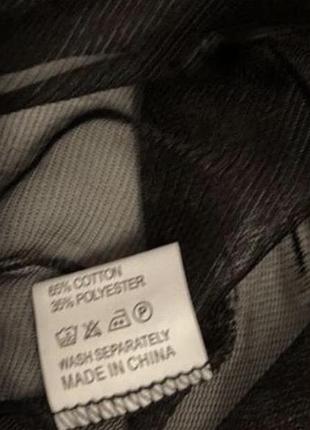 65% COTTON
35% POLYESTER
P
WASH SEPARATELY
MADE IN CHINA